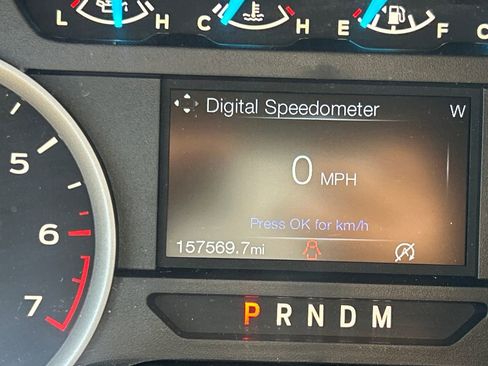 L H C H E F C
Digital Speedometer W
0 MPH
5
Press OK for km/h
6
157569.7mi
7
P R N D M